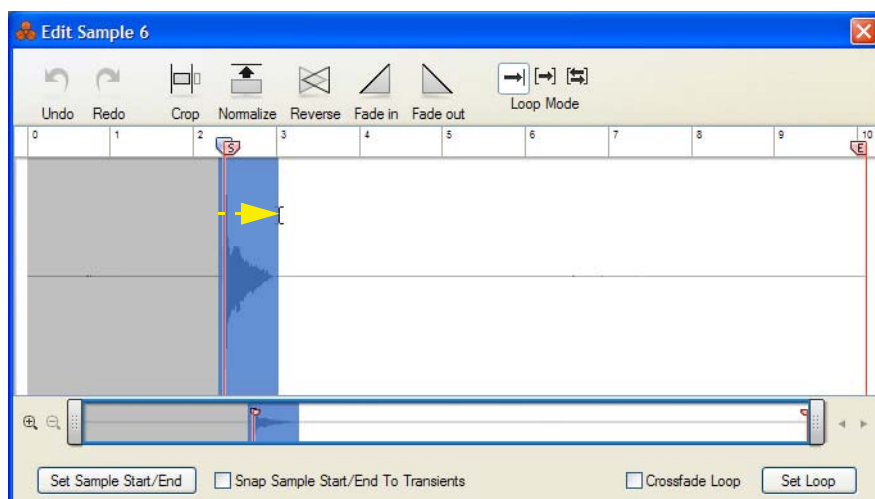 Edit Sample 6
Undo Redo Crop Normalize Reverse Fade in Fade out Loop Mode
0 1 2 3 4 5 6 7 8 9 10
S E
Set Sample Start/End Snap Sample Start/End To Transients Crossfade Loop Set Loop